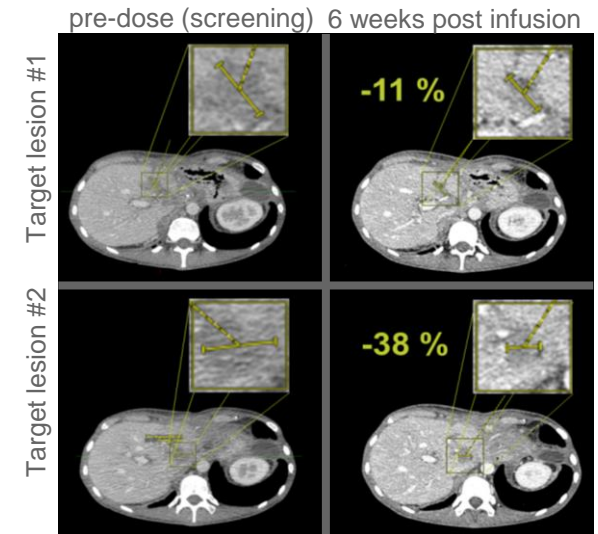 pre-dose (screening) 6 weeks post infusion
Target lesion #1
-11 %
Target lesion #2
-38 %